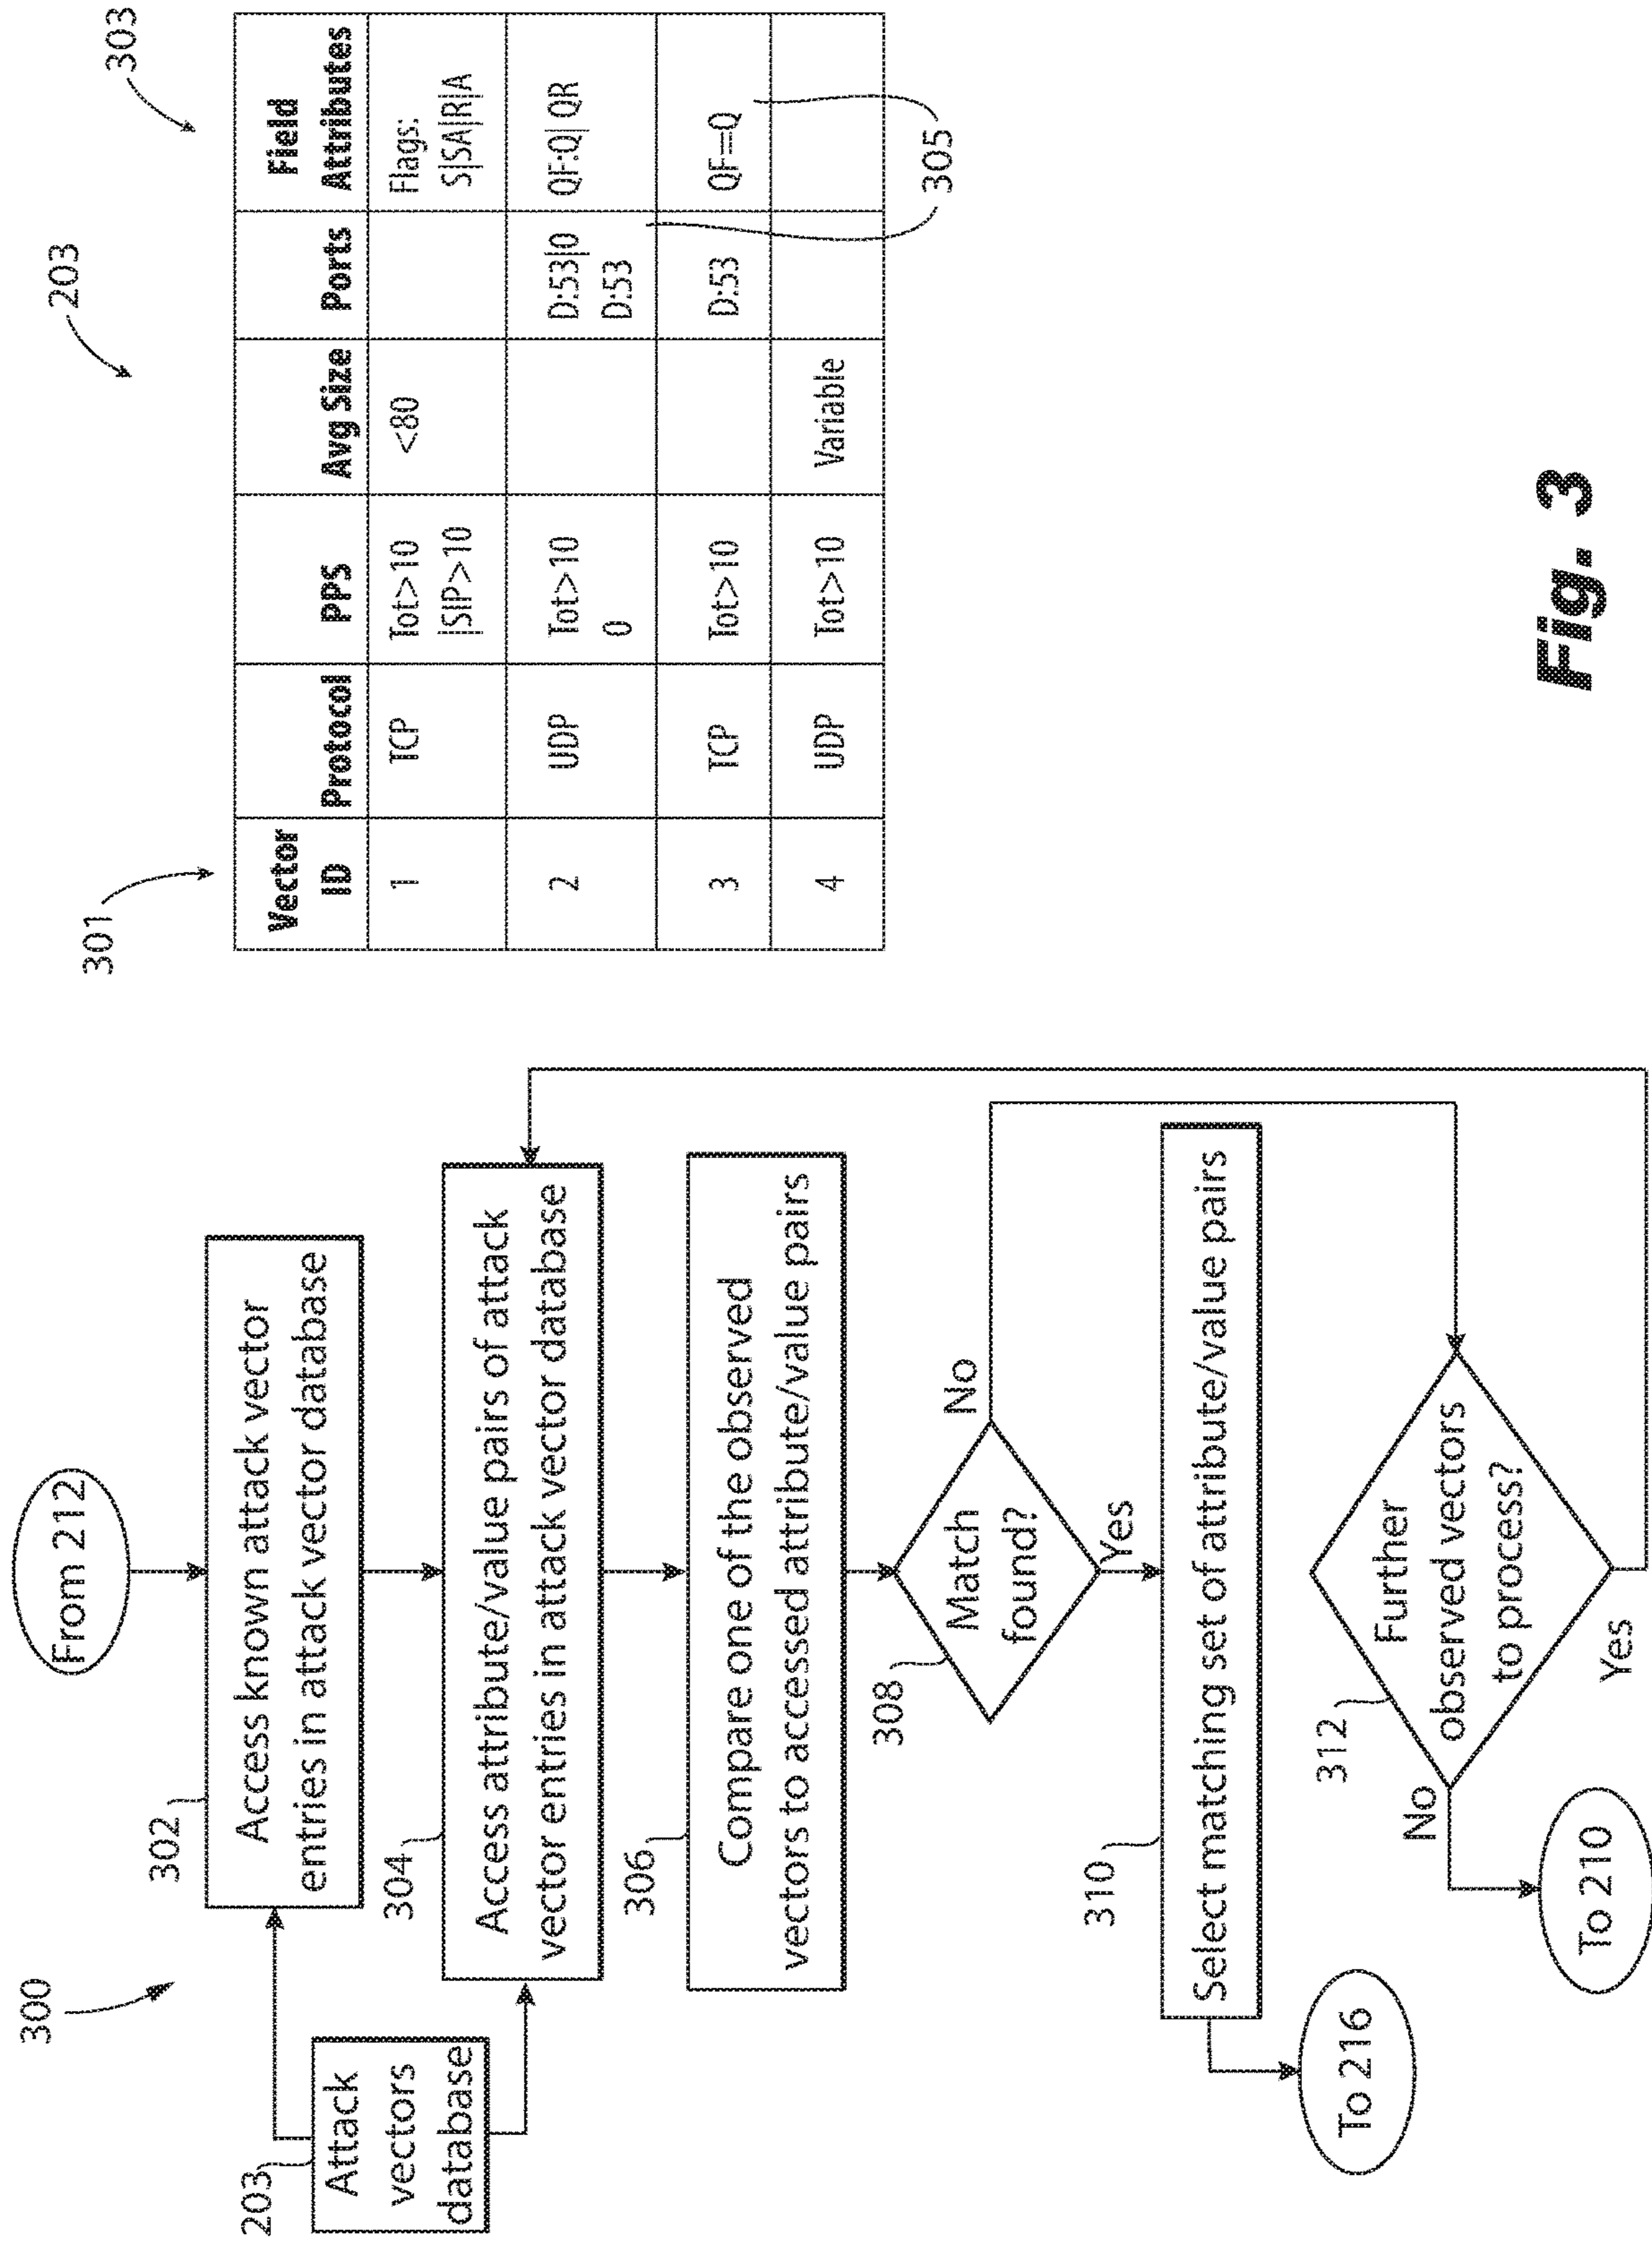 300
From 212
203
Attack
vectors
database
302
Access known attack vector
entries in attack vector database
304
Access attribute/value pairs of attack
vector entries in attack vector database
306
Compare one of the observed
vectors to accessed attribute/value pairs
308
Match
found?
No
Yes
310
Select matching set of attribute/value pairs
To 216
312
Further
observed vectors
to process?
No
Yes
To 210
301
203
303
Vector
ID
Protocol
PPS
Avg Size
Ports
Field
Attributes
1
TCP
Tot>10
|SIP>10
<80
Flags:
S|SA|R|A
2
UDP
Tot>10
0
D:53|0
D:53
QF:Q| QR
3
TCP
Tot>10
D:53
QF==Q
4
UDP
Tot>10
Variable
305
Fig. 3